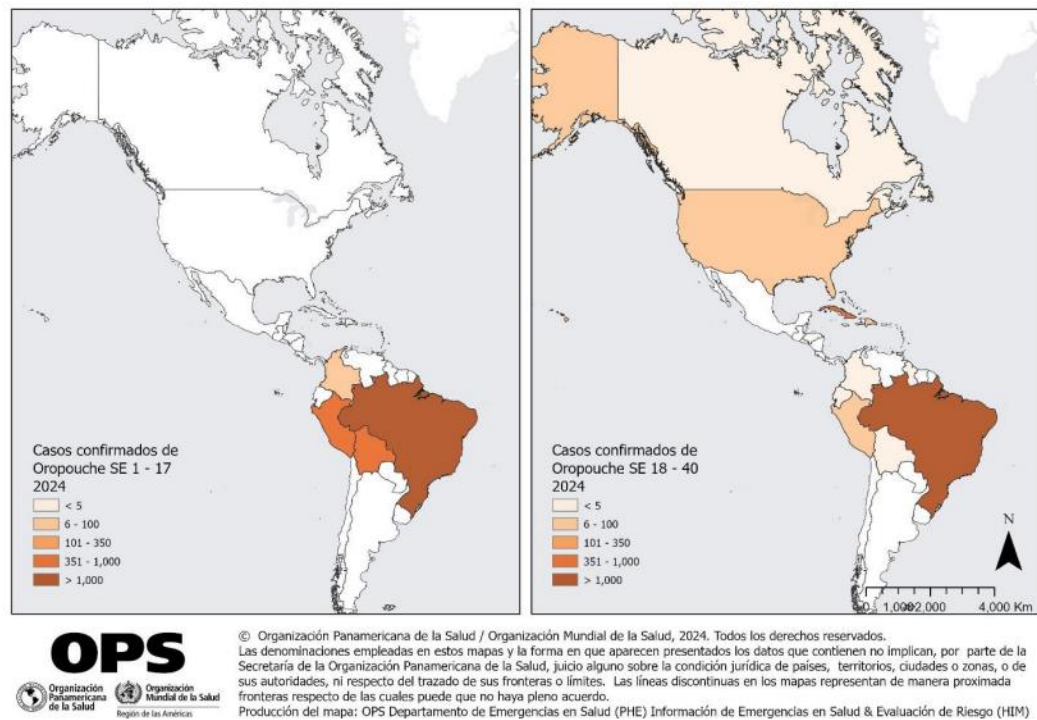 Casos confirmados de
Oropouche SE 1 - 17
2024
< 5
6 - 100
101 - 350
351 - 1,000
> 1,000
Casos confirmados de
Oropouche SE 18 - 40
2024
< 5
6 - 100
101 - 350
351 - 1,000
> 1,000
N
0 1,000 2,000 4,000 Km
OPS
Organización
Panamericana
de la Salud
Organización
Mundial de la Salud
Región de las Américas
© Organización Panamericana de la Salud / Organización Mundial de la Salud, 2024. Todos los derechos reservados.
Las denominaciones empleadas en estos mapas y la forma en que aparecen presentados los datos que contienen no implican, por parte de la
Secretaría de la Organización Panamericana de la Salud, juicio alguno sobre la condición jurídica de países, territorios, ciudades o zonas, o de
sus autoridades, ni respecto del trazado de sus fronteras o límites. Las líneas discontinuas en los mapas representan de manera aproximada
fronteras respecto de las cuales puede que no haya pleno acuerdo.
Producción del mapa: OPS Departamento de Emergencias en Salud (PHE) Información de Emergencias en Salud & Evaluación de Riesgo (HIM)